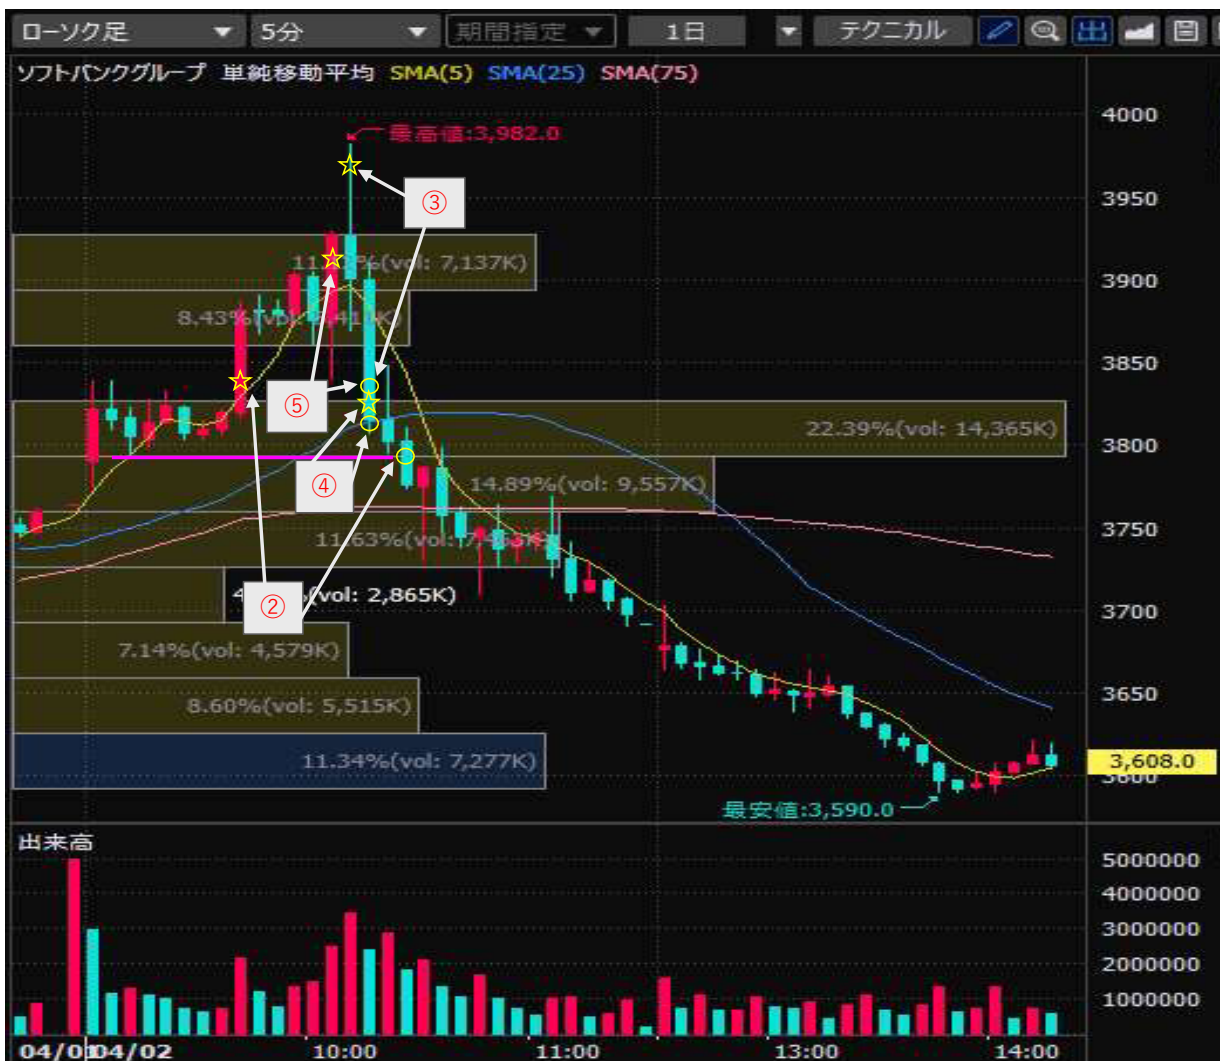 ローソク足 5分 期間指定 1日 テクニカル 出
ソフトバンクグループ 単純移動平均 SMA(5) SMA(25) SMA(75)
4000
最高値:3,982.0
3950
③
%(vol: 7,137K)
3900
8.43%
3850
⑤
22.39%(vol: 14,365K)
3800
④
14.89%(vol: 9,557K)
3750
11.63%
②
(vol: 2,865K)
3700
7.14%(vol: 4,579K)
3650
8.60%(vol: 5,515K)
11.34%(vol: 7,277K)
3,608.0
3600
最安値:3,590.0
出来高
5000000
4000000
3000000
2000000
1000000
04/02 10:00 11:00 13:00 14:00